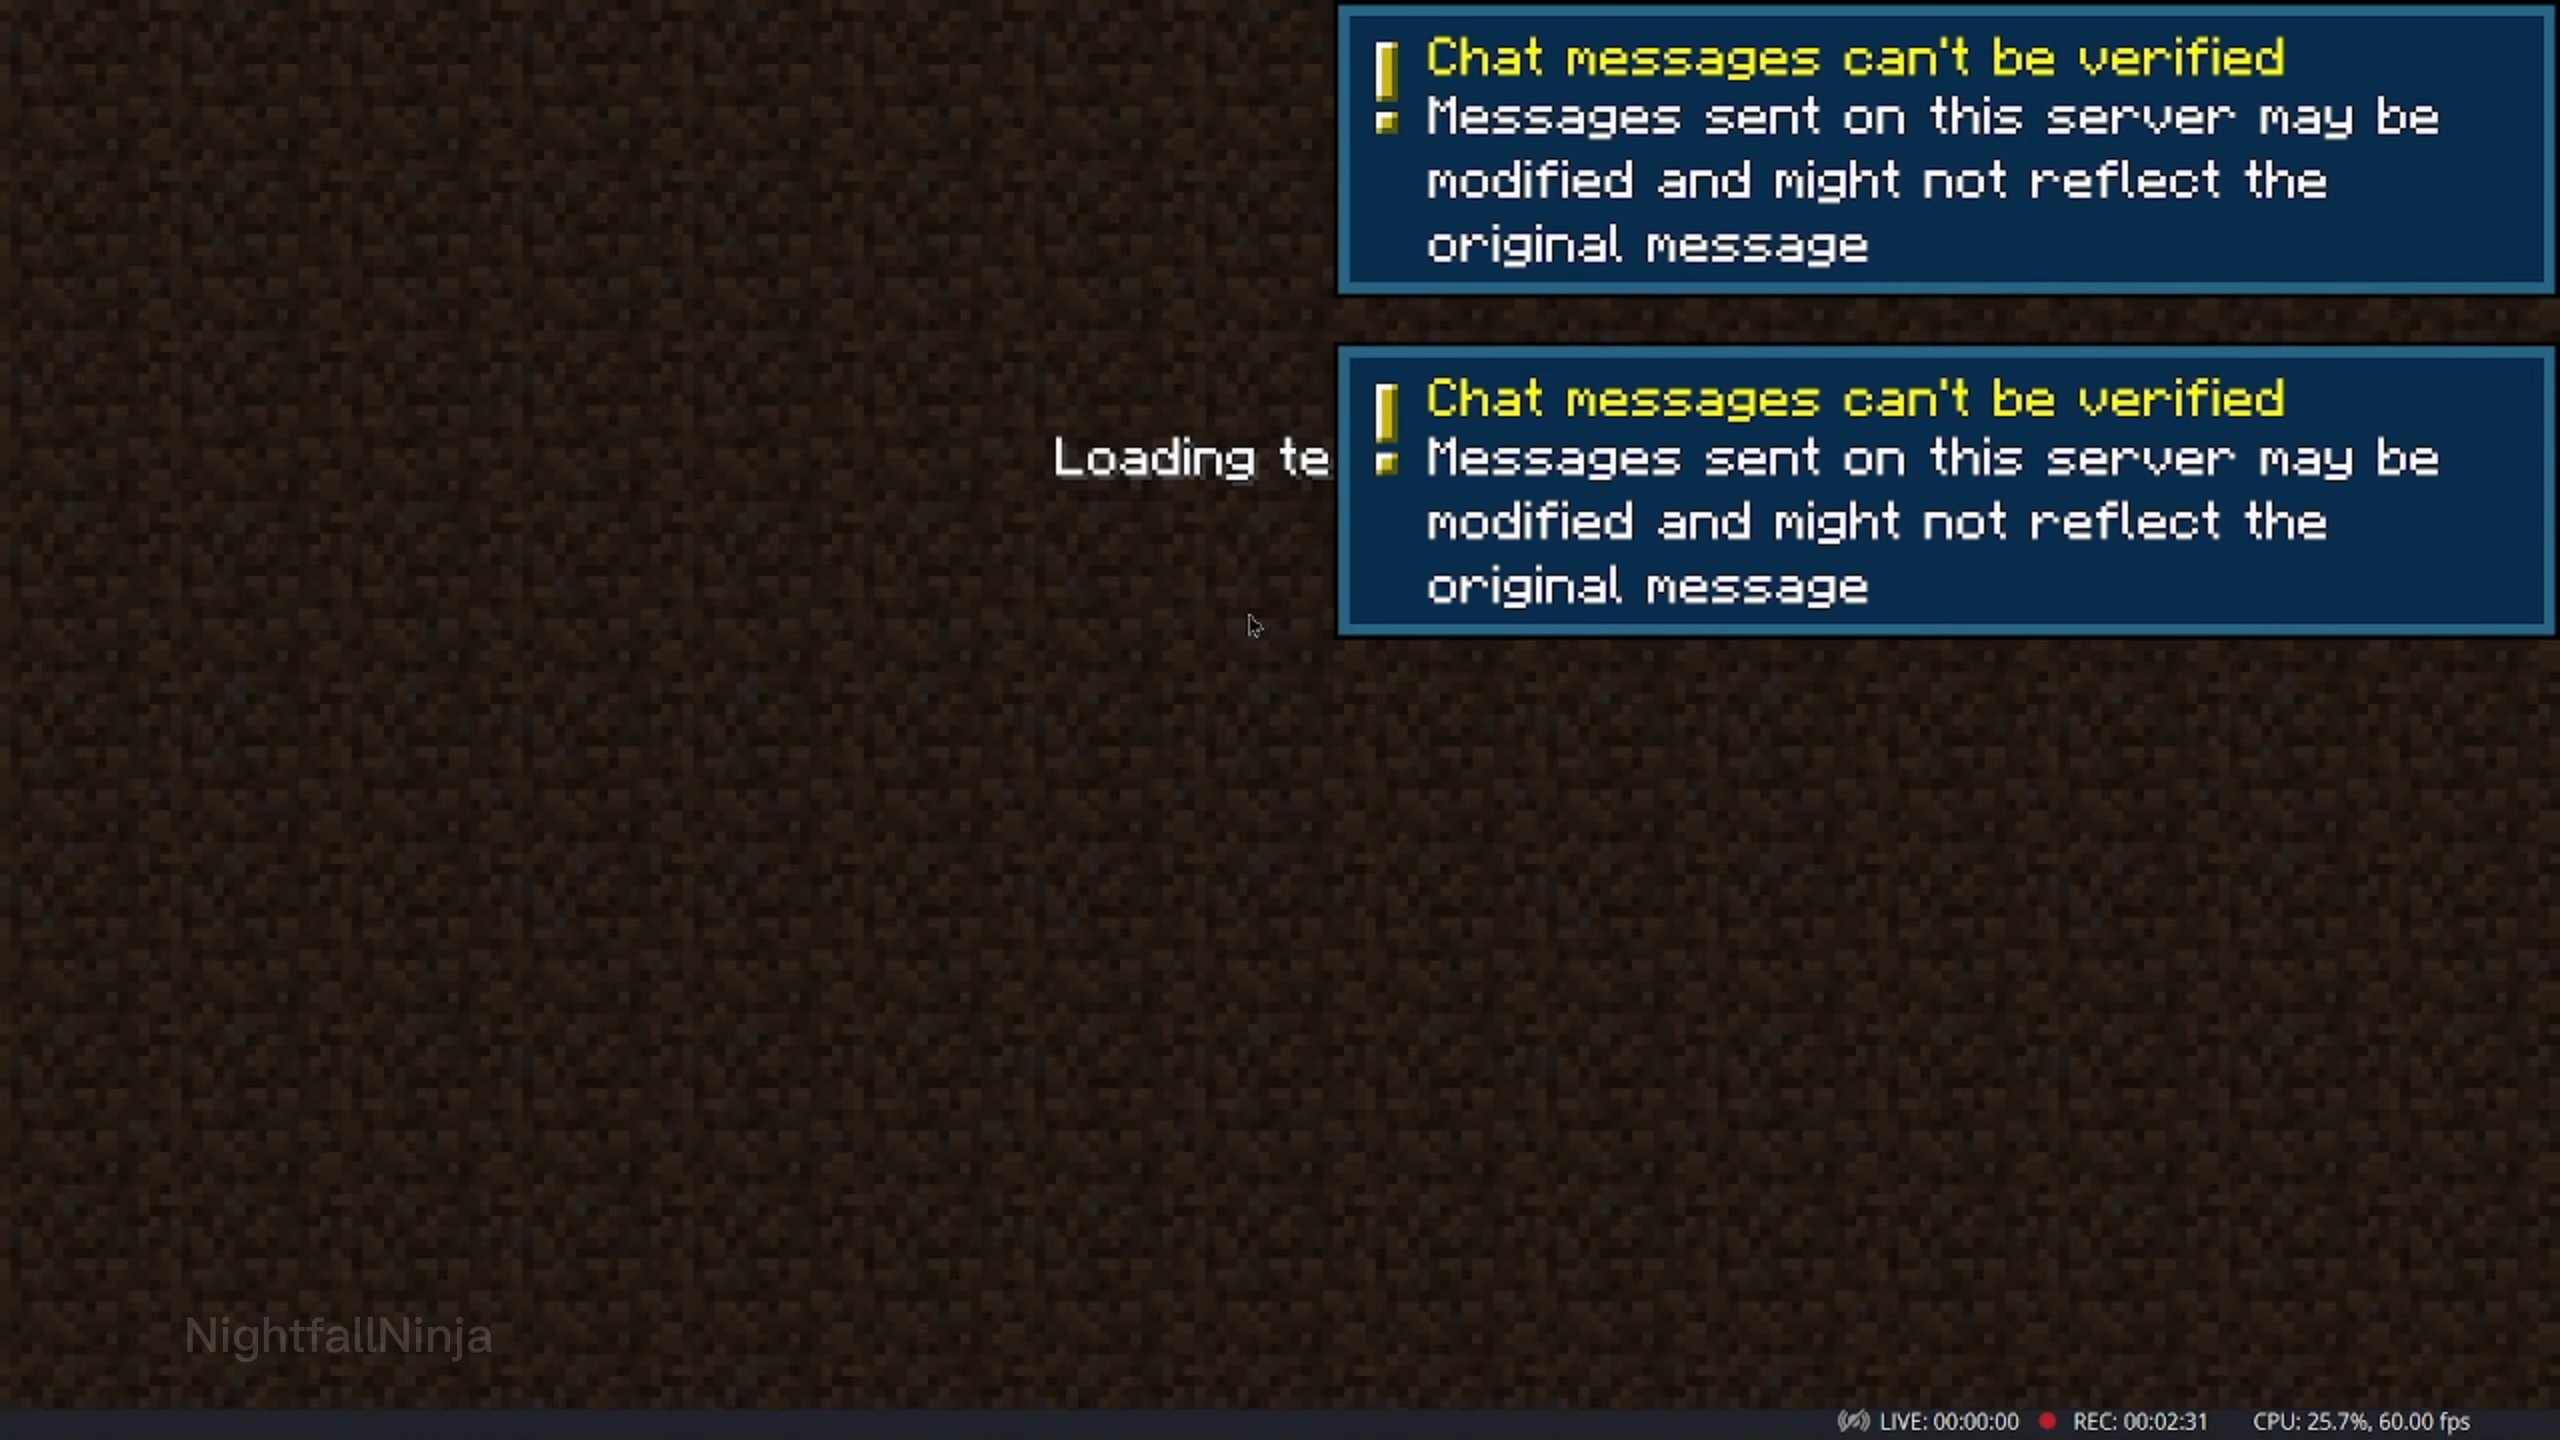 Chat messages can't be verified
Messages sent on this server may be
modified and might not reflect the
original message
Chat messages can't be verified
Loading
Messages sent on this server may be
modified and might not reflect the
original message
NightfallNinja
LIVE: 00:00:00 REC: 00:02:31 CPU: 25.7%, 60.00 fps